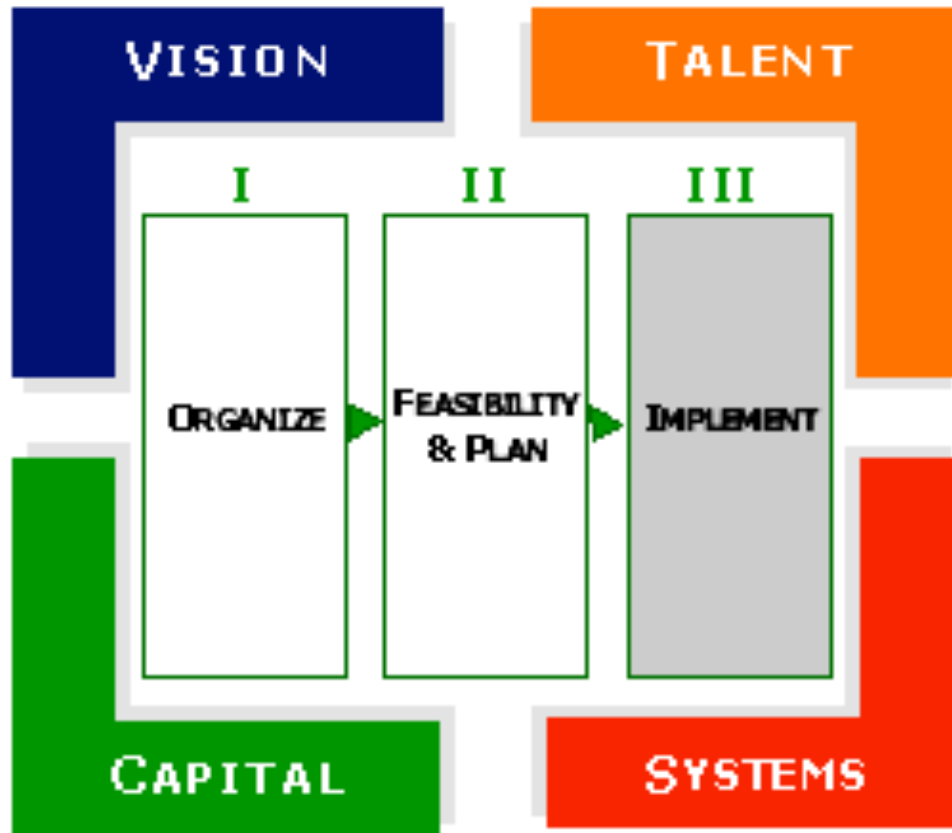 VISION
TALENT
I
II
III
ORGANIZE
FEASIBILITY
& PLAN
IMPLEMENT
CAPITAL
SYSTEMS